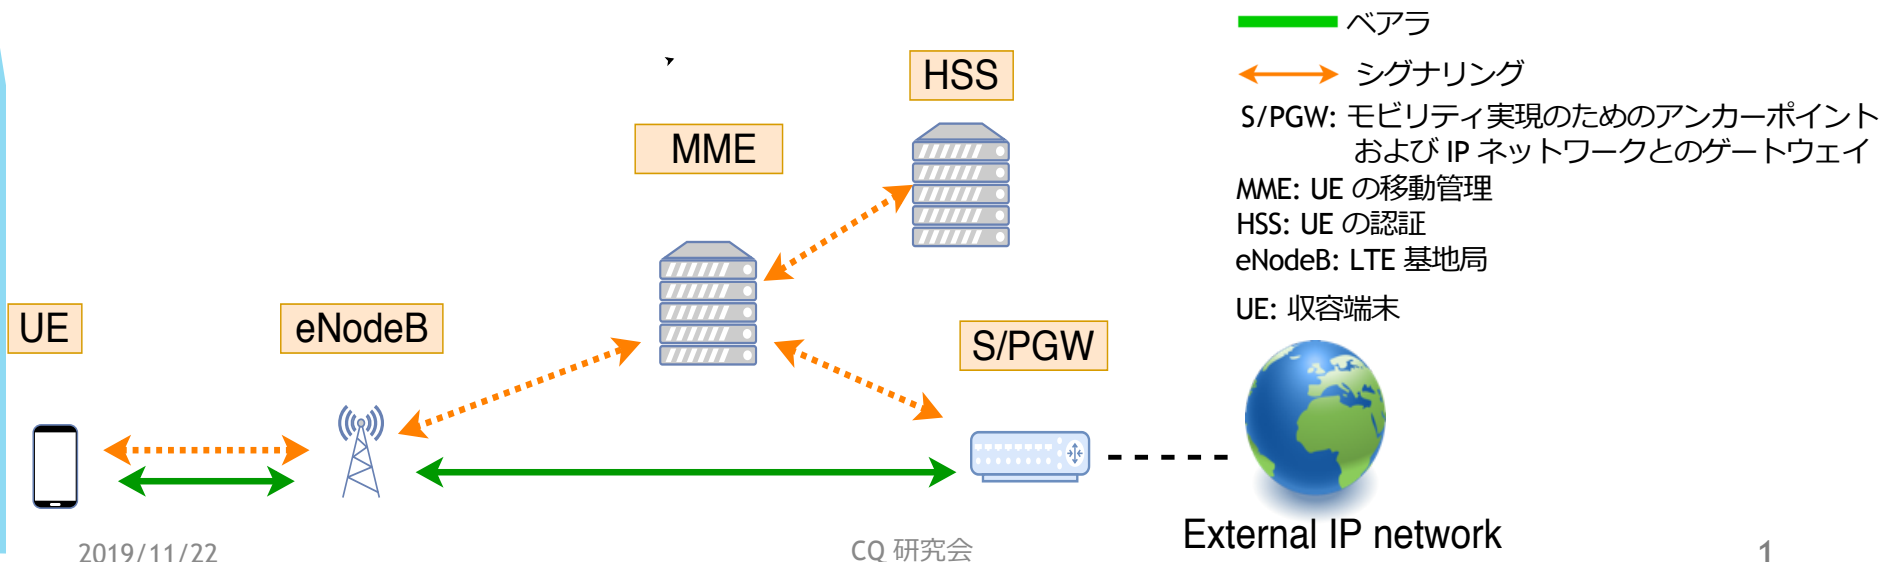 ベアラ
シグナリング
S/PGW: モビリティ実現のためのアンカーポイント
および IP ネットワークとのゲートウェイ
MME: UE の移動管理
HSS: UE の認証
eNodeB: LTE 基地局
UE: 収容端末
HSS
MME
UE
eNodeB
S/PGW
External IP network
2019/11/22
CQ 研究会
1